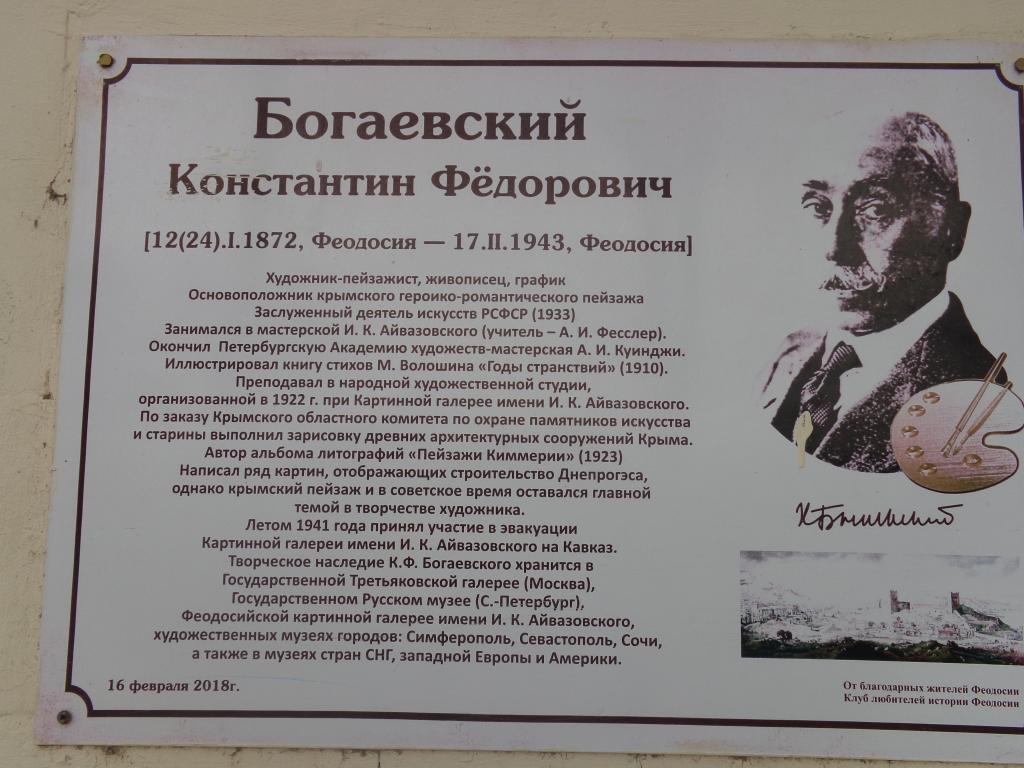 Богаевский
Константин Фёдорович
[12(24).I.1872, Феодосия — 17.II.1943, Феодосия]
Художник-пейзажист, живописец, график
Основоположник крымского героико-романтического пейзажа
Заслуженный деятель искусств РСФСР (1933)
Занимался в мастерской И. К. Айвазовского (учитель – А. И. Фесслер).
Окончил Петербургскую Академию художеств-мастерская А. И. Куинджи.
Иллюстрировал книгу стихов М. Волошина «Годы странствий» (1910).
Преподавал в народной художественной студии,
организованной в 1922 г. при Картинной галерее имени И. К. Айвазовского.
По заказу Крымского областного комитета по охране памятников искусства
и старины выполнил зарисовку древних архитектурных сооружений Крыма.
Автор альбома литографий «Пейзажи Киммерии» (1923)
Написал ряд картин, отображающих строительство Днепрогэса,
однако крымский пейзаж и в советское время оставался главной
темой в творчестве художника.
Летом 1941 года принял участие в эвакуации
Картинной галереи имени И. К. Айвазовского на Кавказ.
Творческое наследие К.Ф. Богаевского хранится в
Государственной Третьяковской галерее (Москва),
Государственном Русском музее (С.-Петербург),
Феодосийской картинной галерее имени И. К. Айвазовского,
художественных музеях городов: Симферополь, Севастополь, Сочи,
а также в музеях стран СНГ, западной Европы и Америки.
16 февраля 2018г.
От благодарных жителей Феодосии
Клуб любителей истории Феодосии